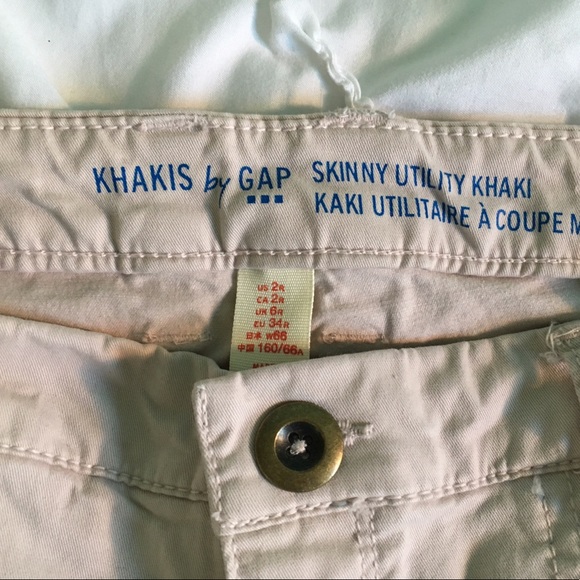 KHAKIS by GAP
SKINNY UTILITY KHAKI
KAKI UTILITAIRE À COUPE
US 2R
CA 2R
UK 6R
EU 34R
日本 W66
中国 160/66A